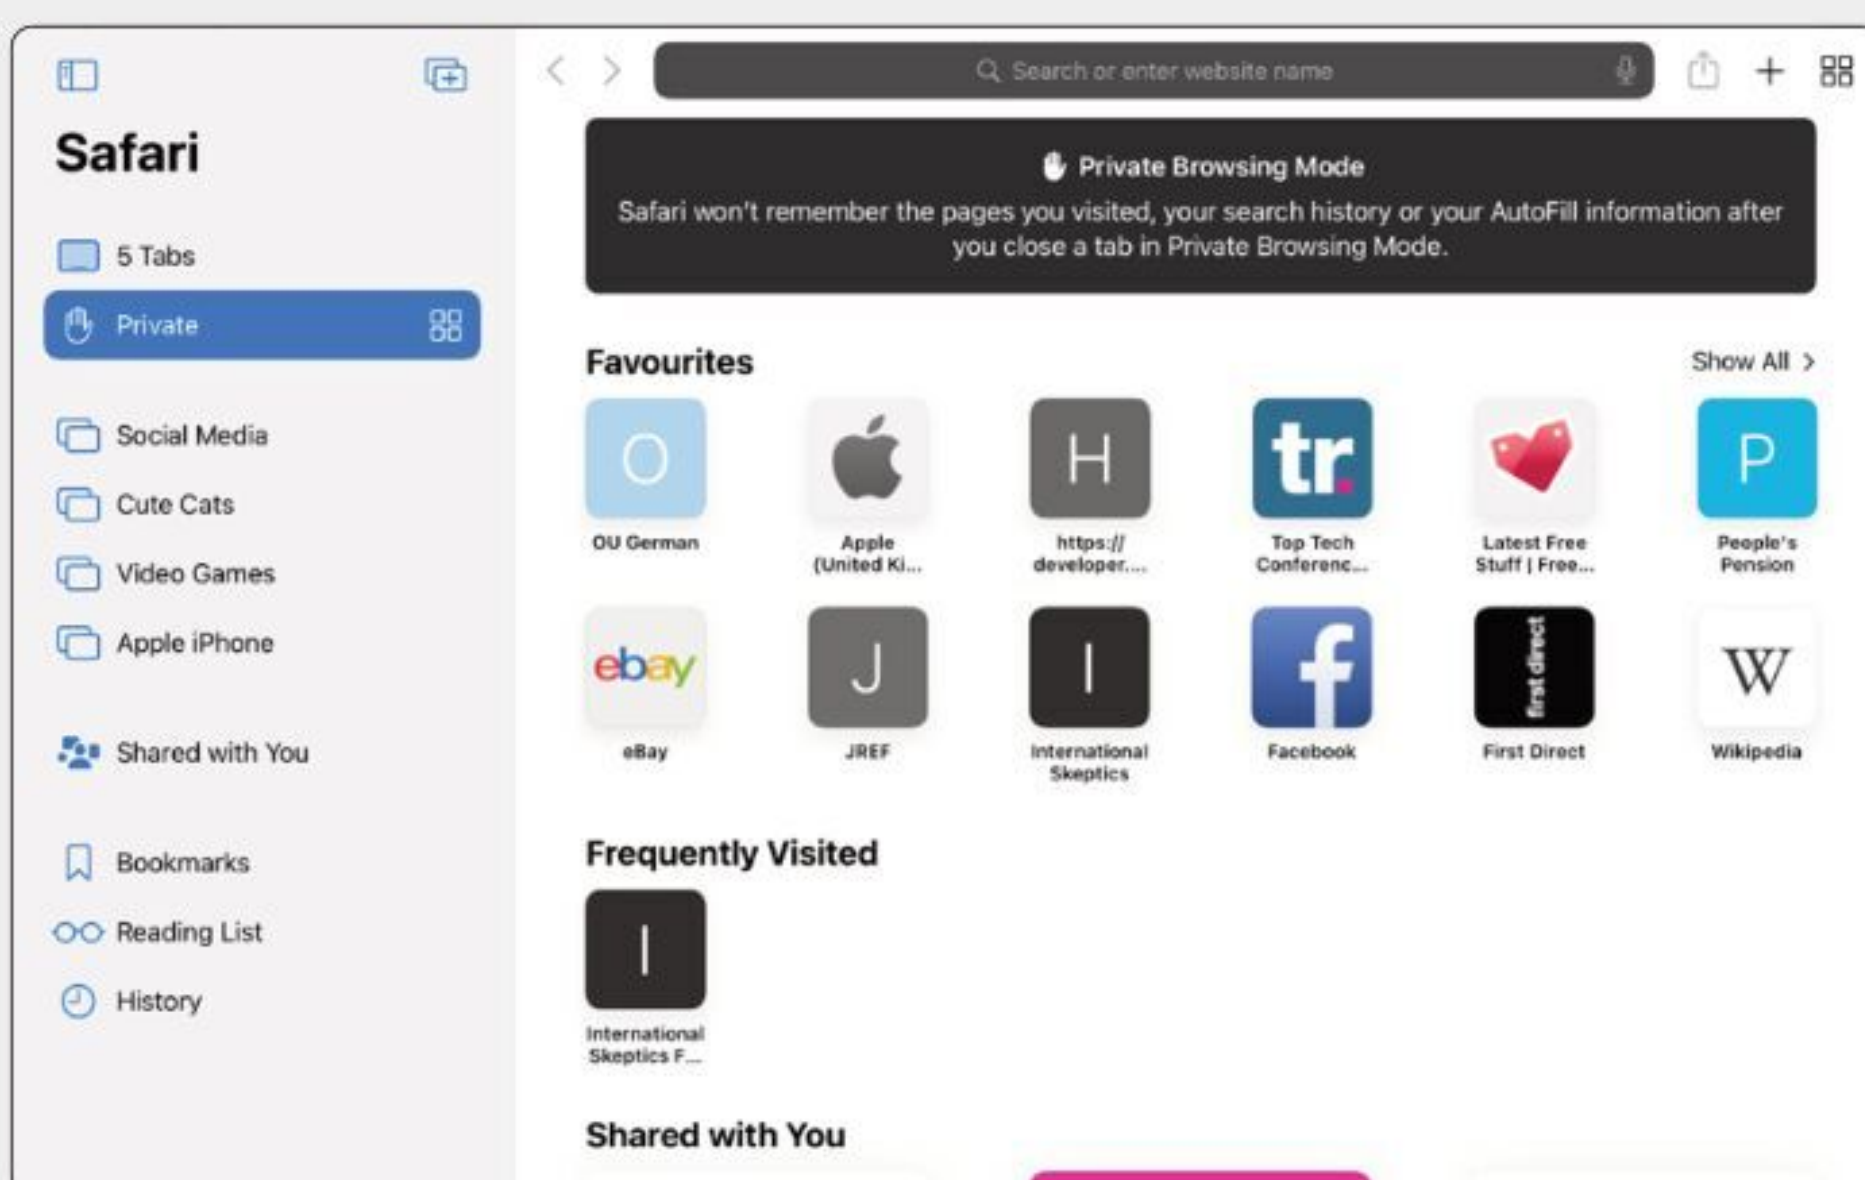 Safari
5 Tabs
Private
Social Media
Cute Cats
Video Games
Apple iPhone
Shared with You
Bookmarks
Reading List
History
Search or enter website name
Private Browsing Mode
Safari won't remember the pages you visited, your search history or your AutoFill information after
you close a tab in Private Browsing Mode.
Favourites
Show All >
O
H
tr.
P
OU German
Apple
(United Ki...
https://
developer....
Top Tech
Conferenc...
Latest Free
Stuff | Free...
People's
Pension
ebay
J
I
f
first direct
W
eBay
JREF
International
Skeptics
Facebook
First Direct
Wikipedia
Frequently Visited
I
International
Skeptics F...
Shared with You